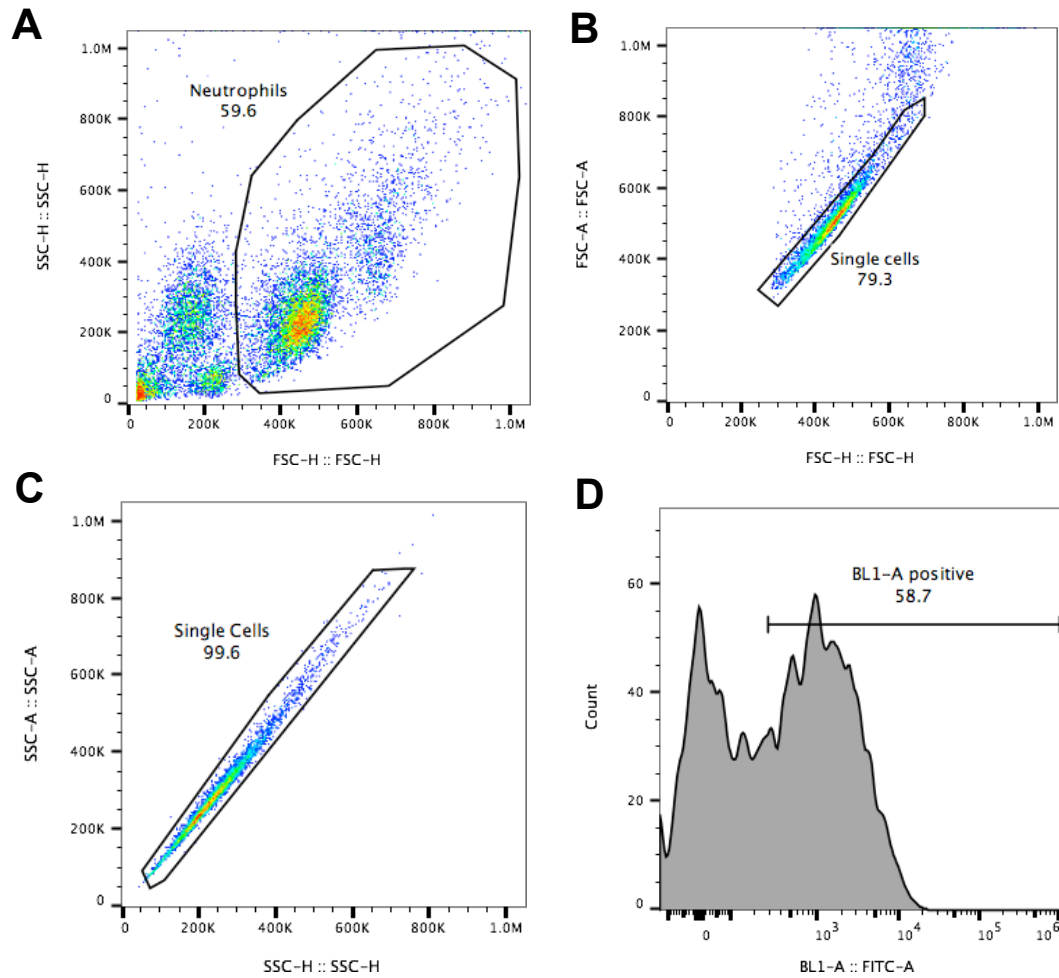 A
1.0M
800K
600K
400K
200K
0
SSC-H :: SSC-H
Neutrophils
59.6
0 200K 400K 600K 800K 1.0M
FSC-H :: FSC-H
B
1.0M
800K
600K
400K
200K
0
FSC-A :: FSC-A
Single cells
79.3
0 200K 400K 600K 800K 1.0M
FSC-H :: FSC-H
C
1.0M
800K
600K
400K
200K
0
SSC-A :: SSC-A
Single Cells
99.6
0 200K 400K 600K 800K 1.0M
SSC-H :: SSC-H
D
60
40
20
0
Count
BL1-A positive
58.7
0 10³ 10⁴ 10⁵ 10⁶
BL1-A :: FITC-A